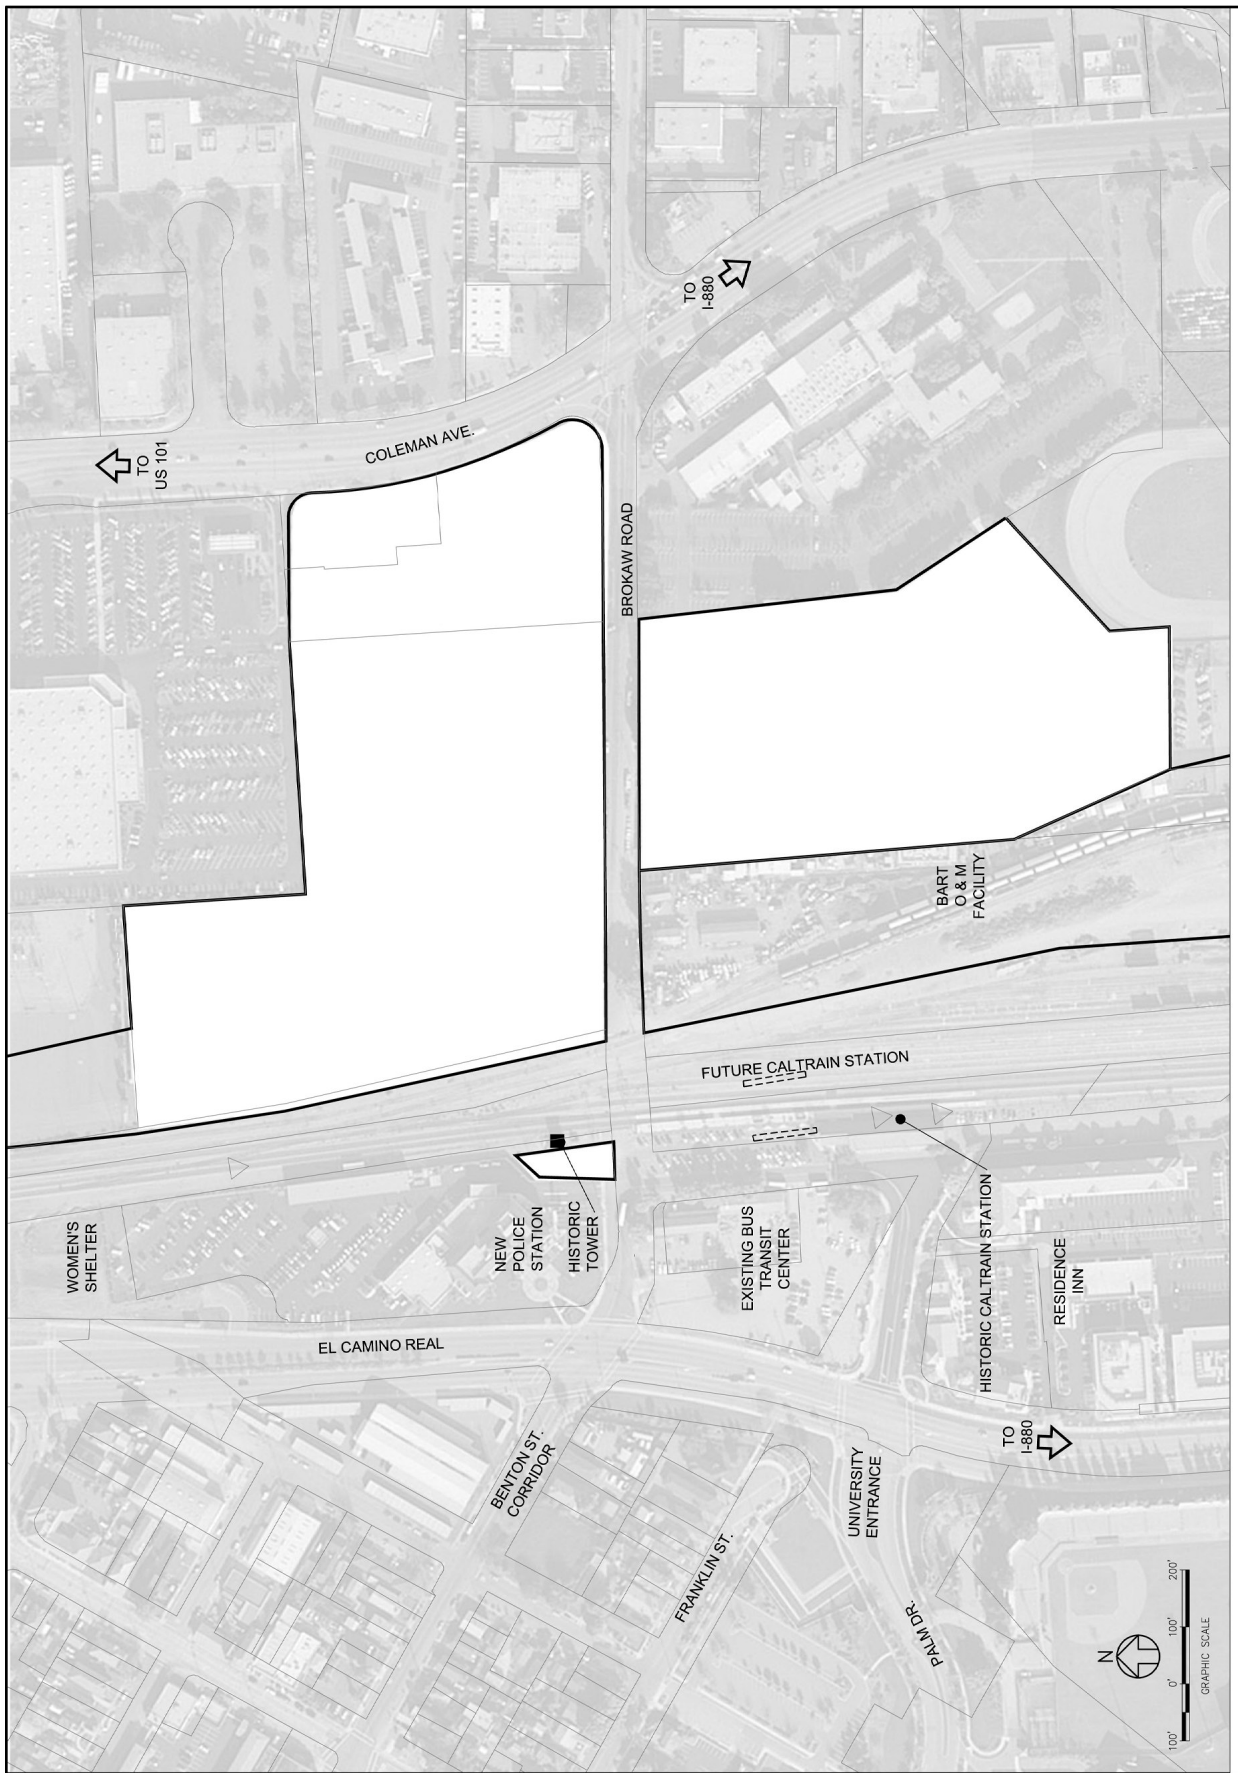 TO
US 101
COLEMAN AVE.
TO
I-880
BROKAW ROAD
BART
O & M
FACILITY
FUTURE CALTRAIN STATION
WOMEN'S
SHELTER
NEW
POLICE
STATION
HISTORIC
TOWER
EXISTING BUS
TRANSIT
CENTER
HISTORIC CALTRAIN STATION
RESIDENCE
INN
EL CAMINO REAL
BENTON ST.
CORRIDOR
FRANKLIN ST.
UNIVERSITY
ENTRANCE
TO
I-880
PALM DR.
N
100' 0' 100' 200'
GRAPHIC SCALE